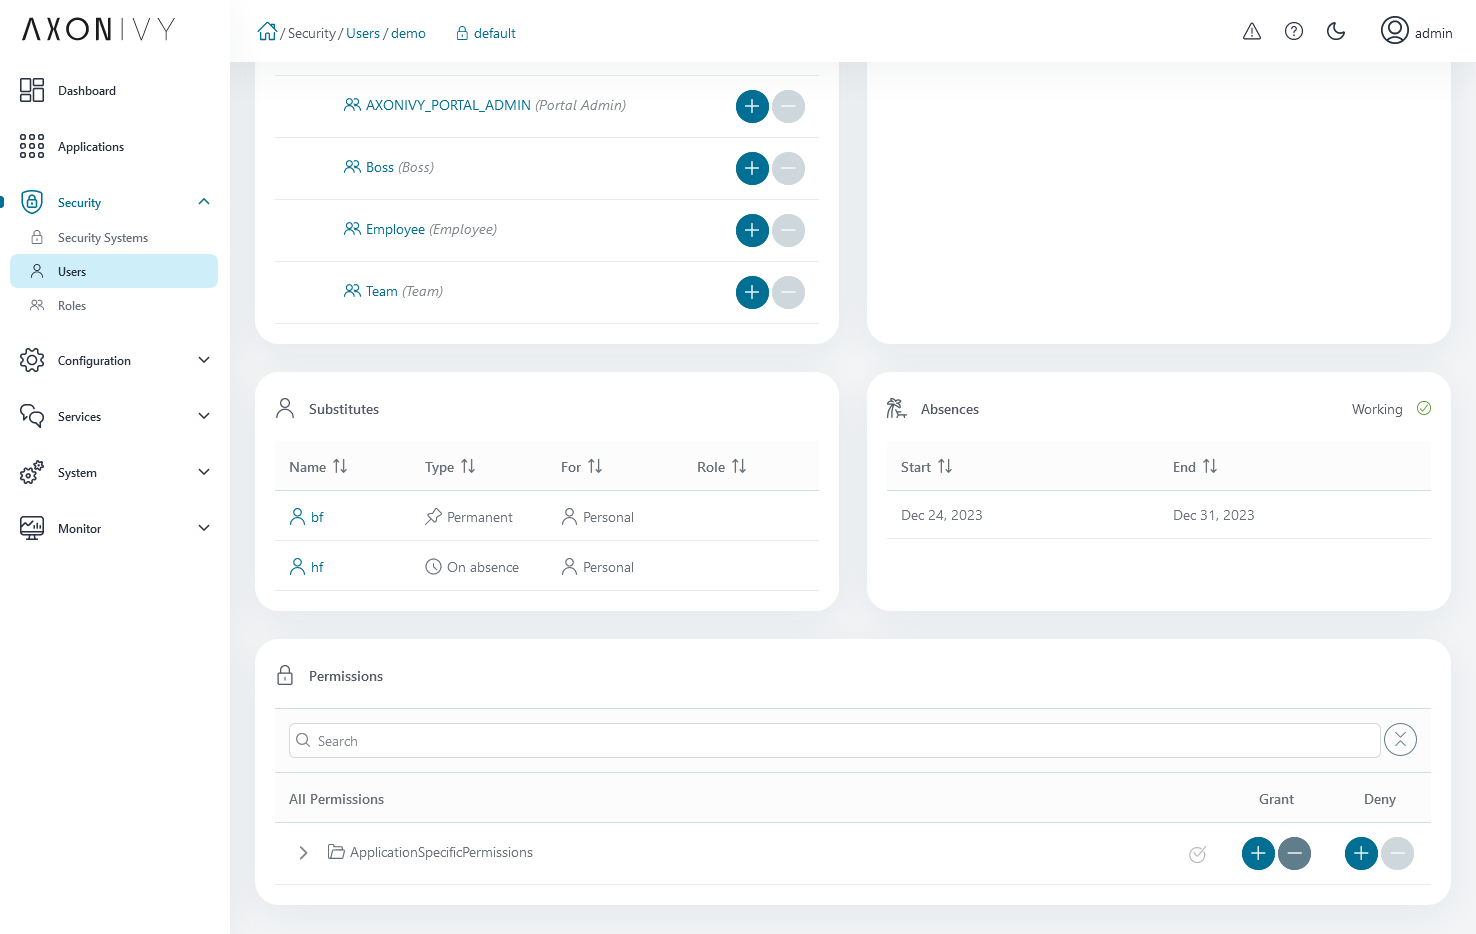 AXONIVY
/ Security / Users / demo default
admin
Dashboard
Applications
Security
Security Systems
Users
Roles
Configuration
Services
System
Monitor
AXONIVY_PORTAL_ADMIN (Portal Admin)
Boss (Boss)
Employee (Employee)
Team (Team)
Substitutes
Name Type For Role
bf Permanent Personal
hf On absence Personal
Absences Working
Start End
Dec 24, 2023 Dec 31, 2023
Permissions
Search
All Permissions Grant Deny
ApplicationSpecificPermissions